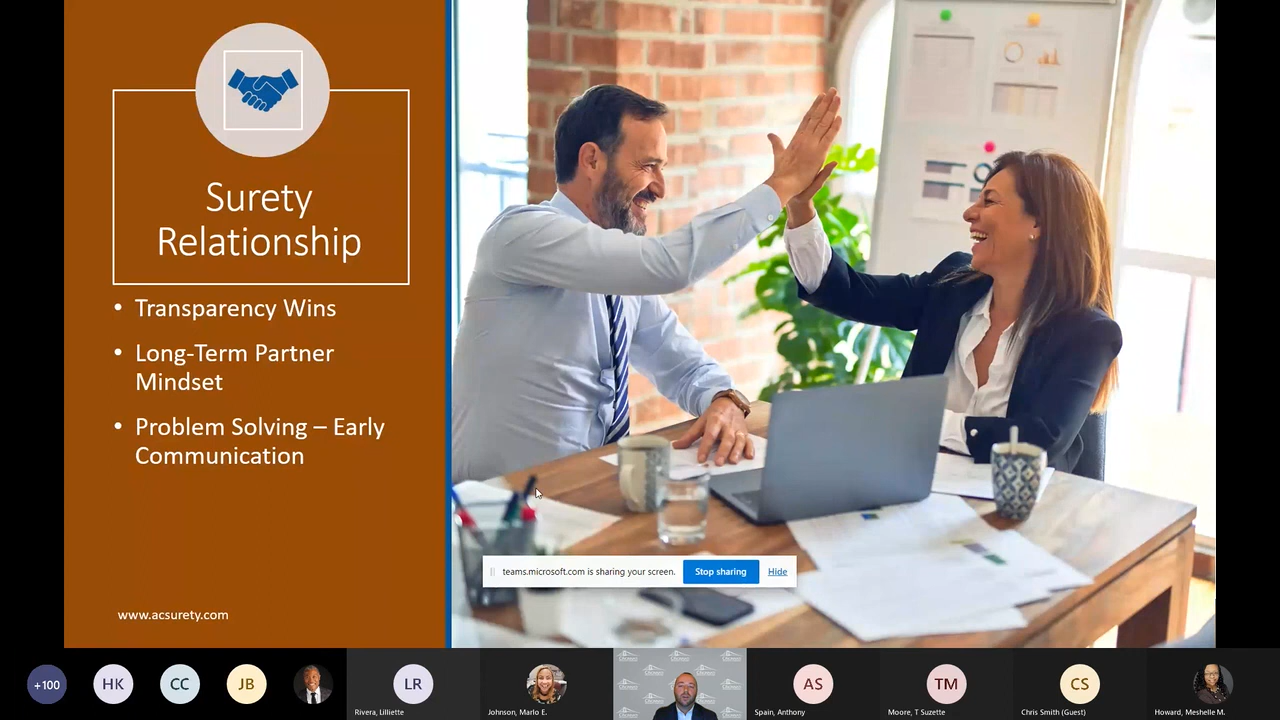 Surety
Relationship
• Transparency Wins
• Long-Term Partner
Mindset
• Problem Solving – Early
Communication
www.acsurety.com
teams.microsoft.com is sharing your screen.
Stop sharing
Hide
+100
HK
CC
JB
LR
Rivera, Lilliette
Johnson, Marlo E.
AS
Spain, Anthony
TM
Moore, T Suzette
CS
Chris Smith (Guest)
Howard, Meshelle M.